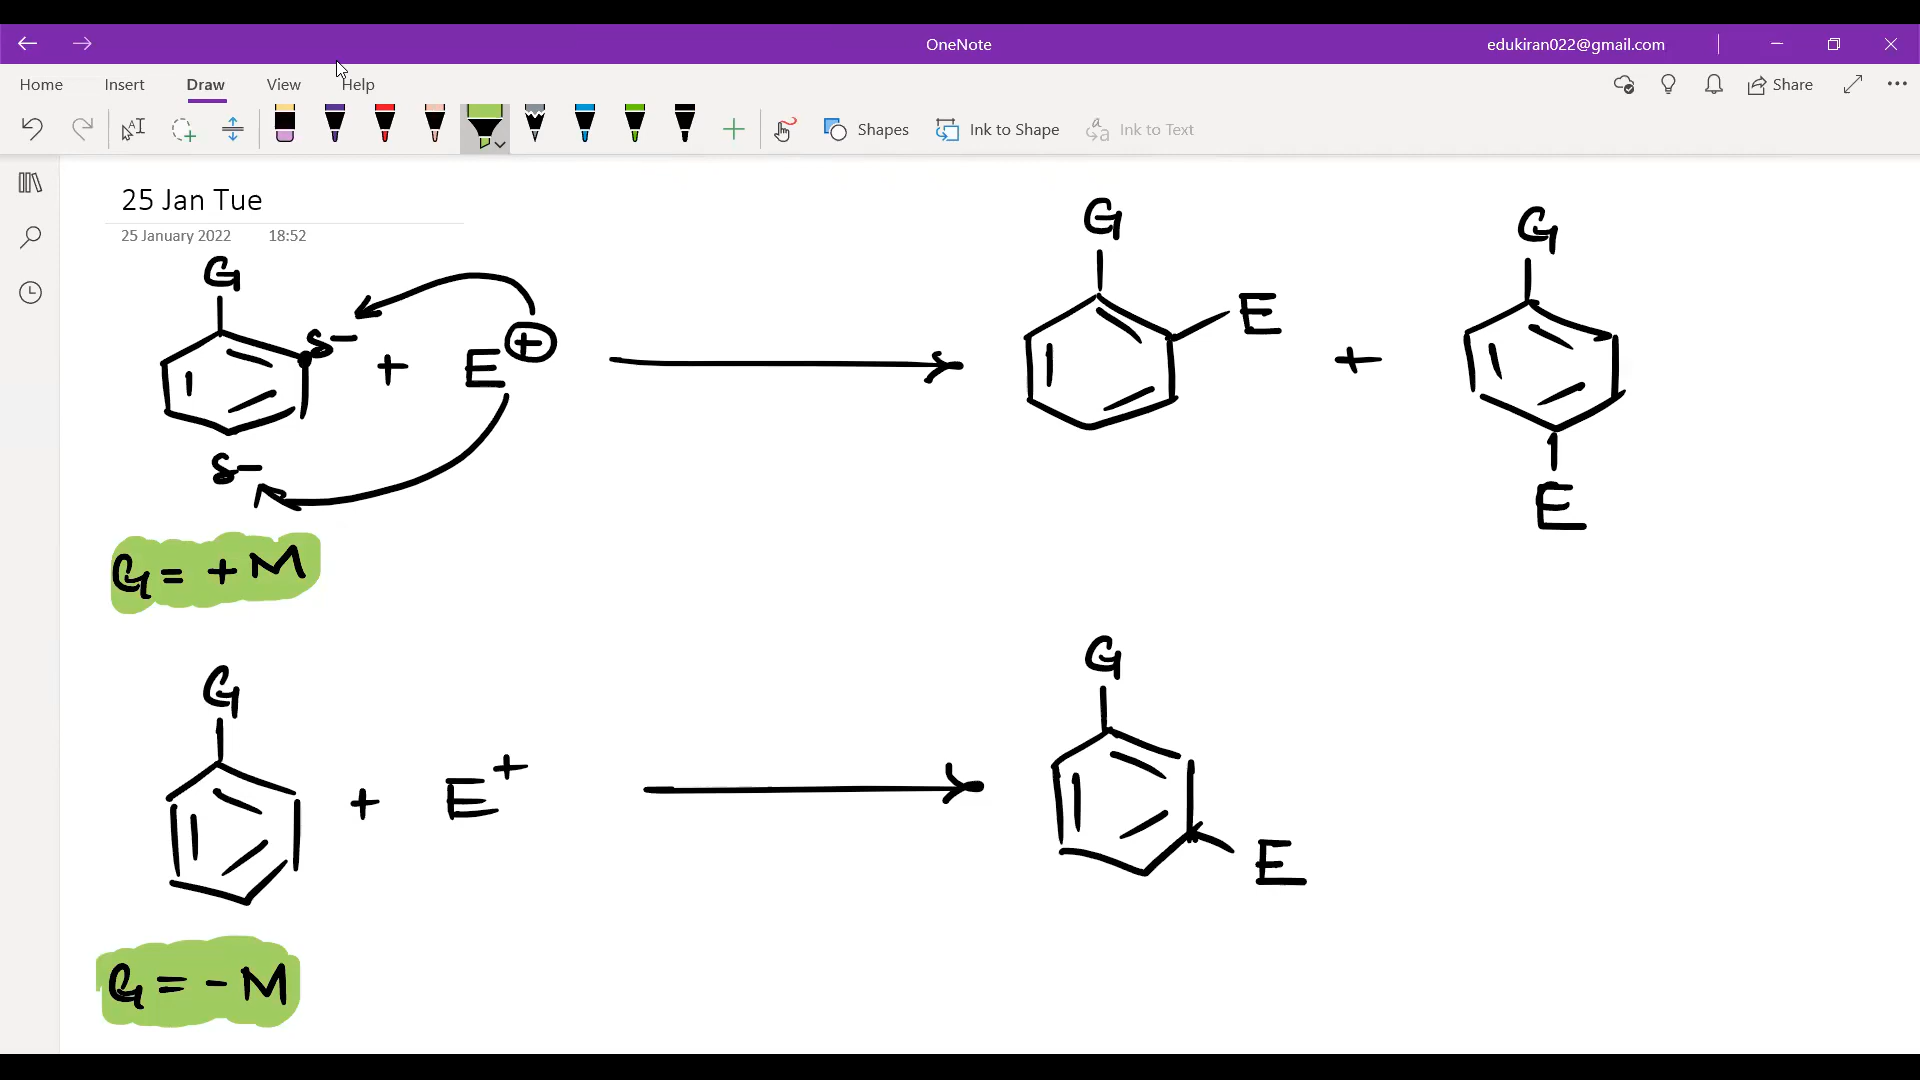 OneNote
edukiran022@gmail.com
Home Insert Draw View Help
Share
Shapes Ink to Shape Ink to Text
25 Jan Tue
25 January 2022 18:52
G
G
G
E
S-
+ E +
+
S-
E
G = +M
G
G
+ E+
E
G = -M